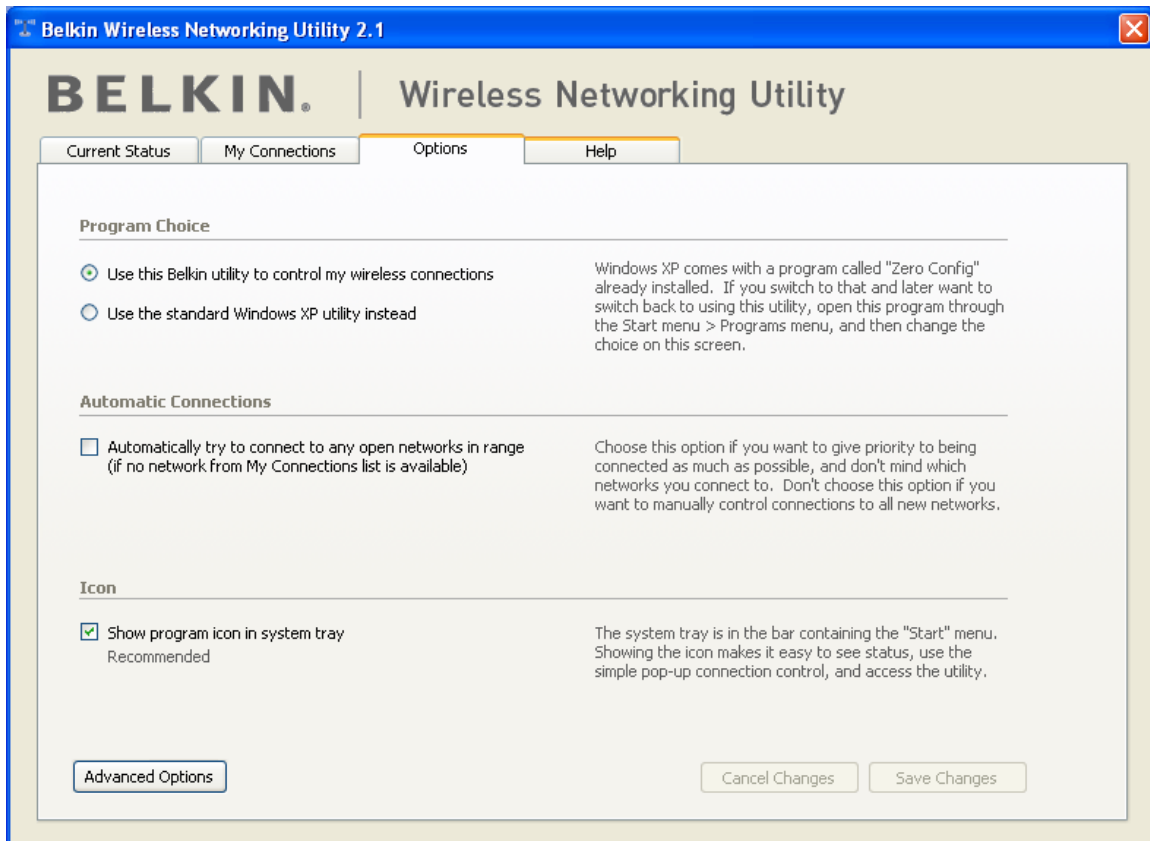 Belkin Wireless Networking Utility 2.1
BELKIN. Wireless Networking Utility
Current Status My Connections Options Help
Program Choice
Use this Belkin utility to control my wireless connections
Use the standard Windows XP utility instead
Windows XP comes with a program called "Zero Config"
already installed. If you switch to that and later want to
switch back to using this utility, open this program through
the Start menu > Programs menu, and then change the
choice on this screen.
Automatic Connections
Automatically try to connect to any open networks in range
(if no network from My Connections list is available)
Choose this option if you want to give priority to being
connected as much as possible, and don't mind which
networks you connect to. Don't choose this option if you
want to manually control connections to all new networks.
Icon
Show program icon in system tray
Recommended
The system tray is in the bar containing the "Start" menu.
Showing the icon makes it easy to see status, use the
simple pop-up connection control, and access the utility.
Advanced Options Cancel Changes Save Changes